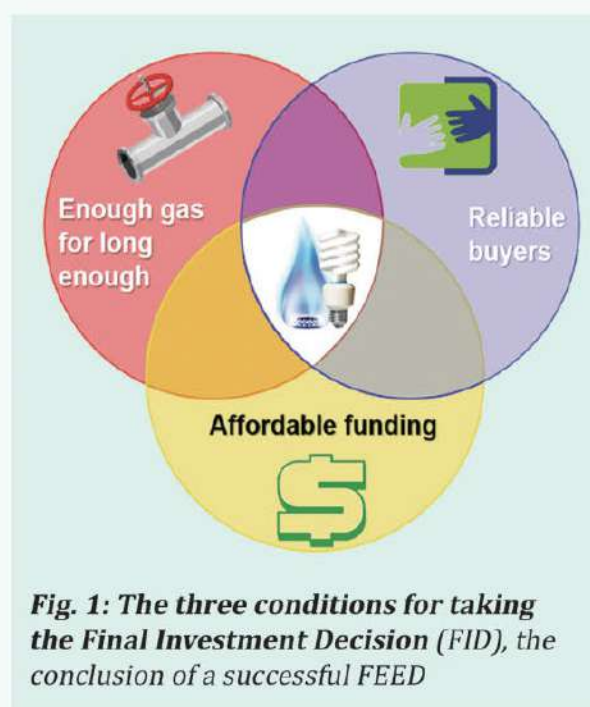 Enough gas
for long
enough
Reliable
buyers
Affordable funding
$
Fig. 1: The three conditions for taking
the Final Investment Decision (FID), the
conclusion of a successful FEED